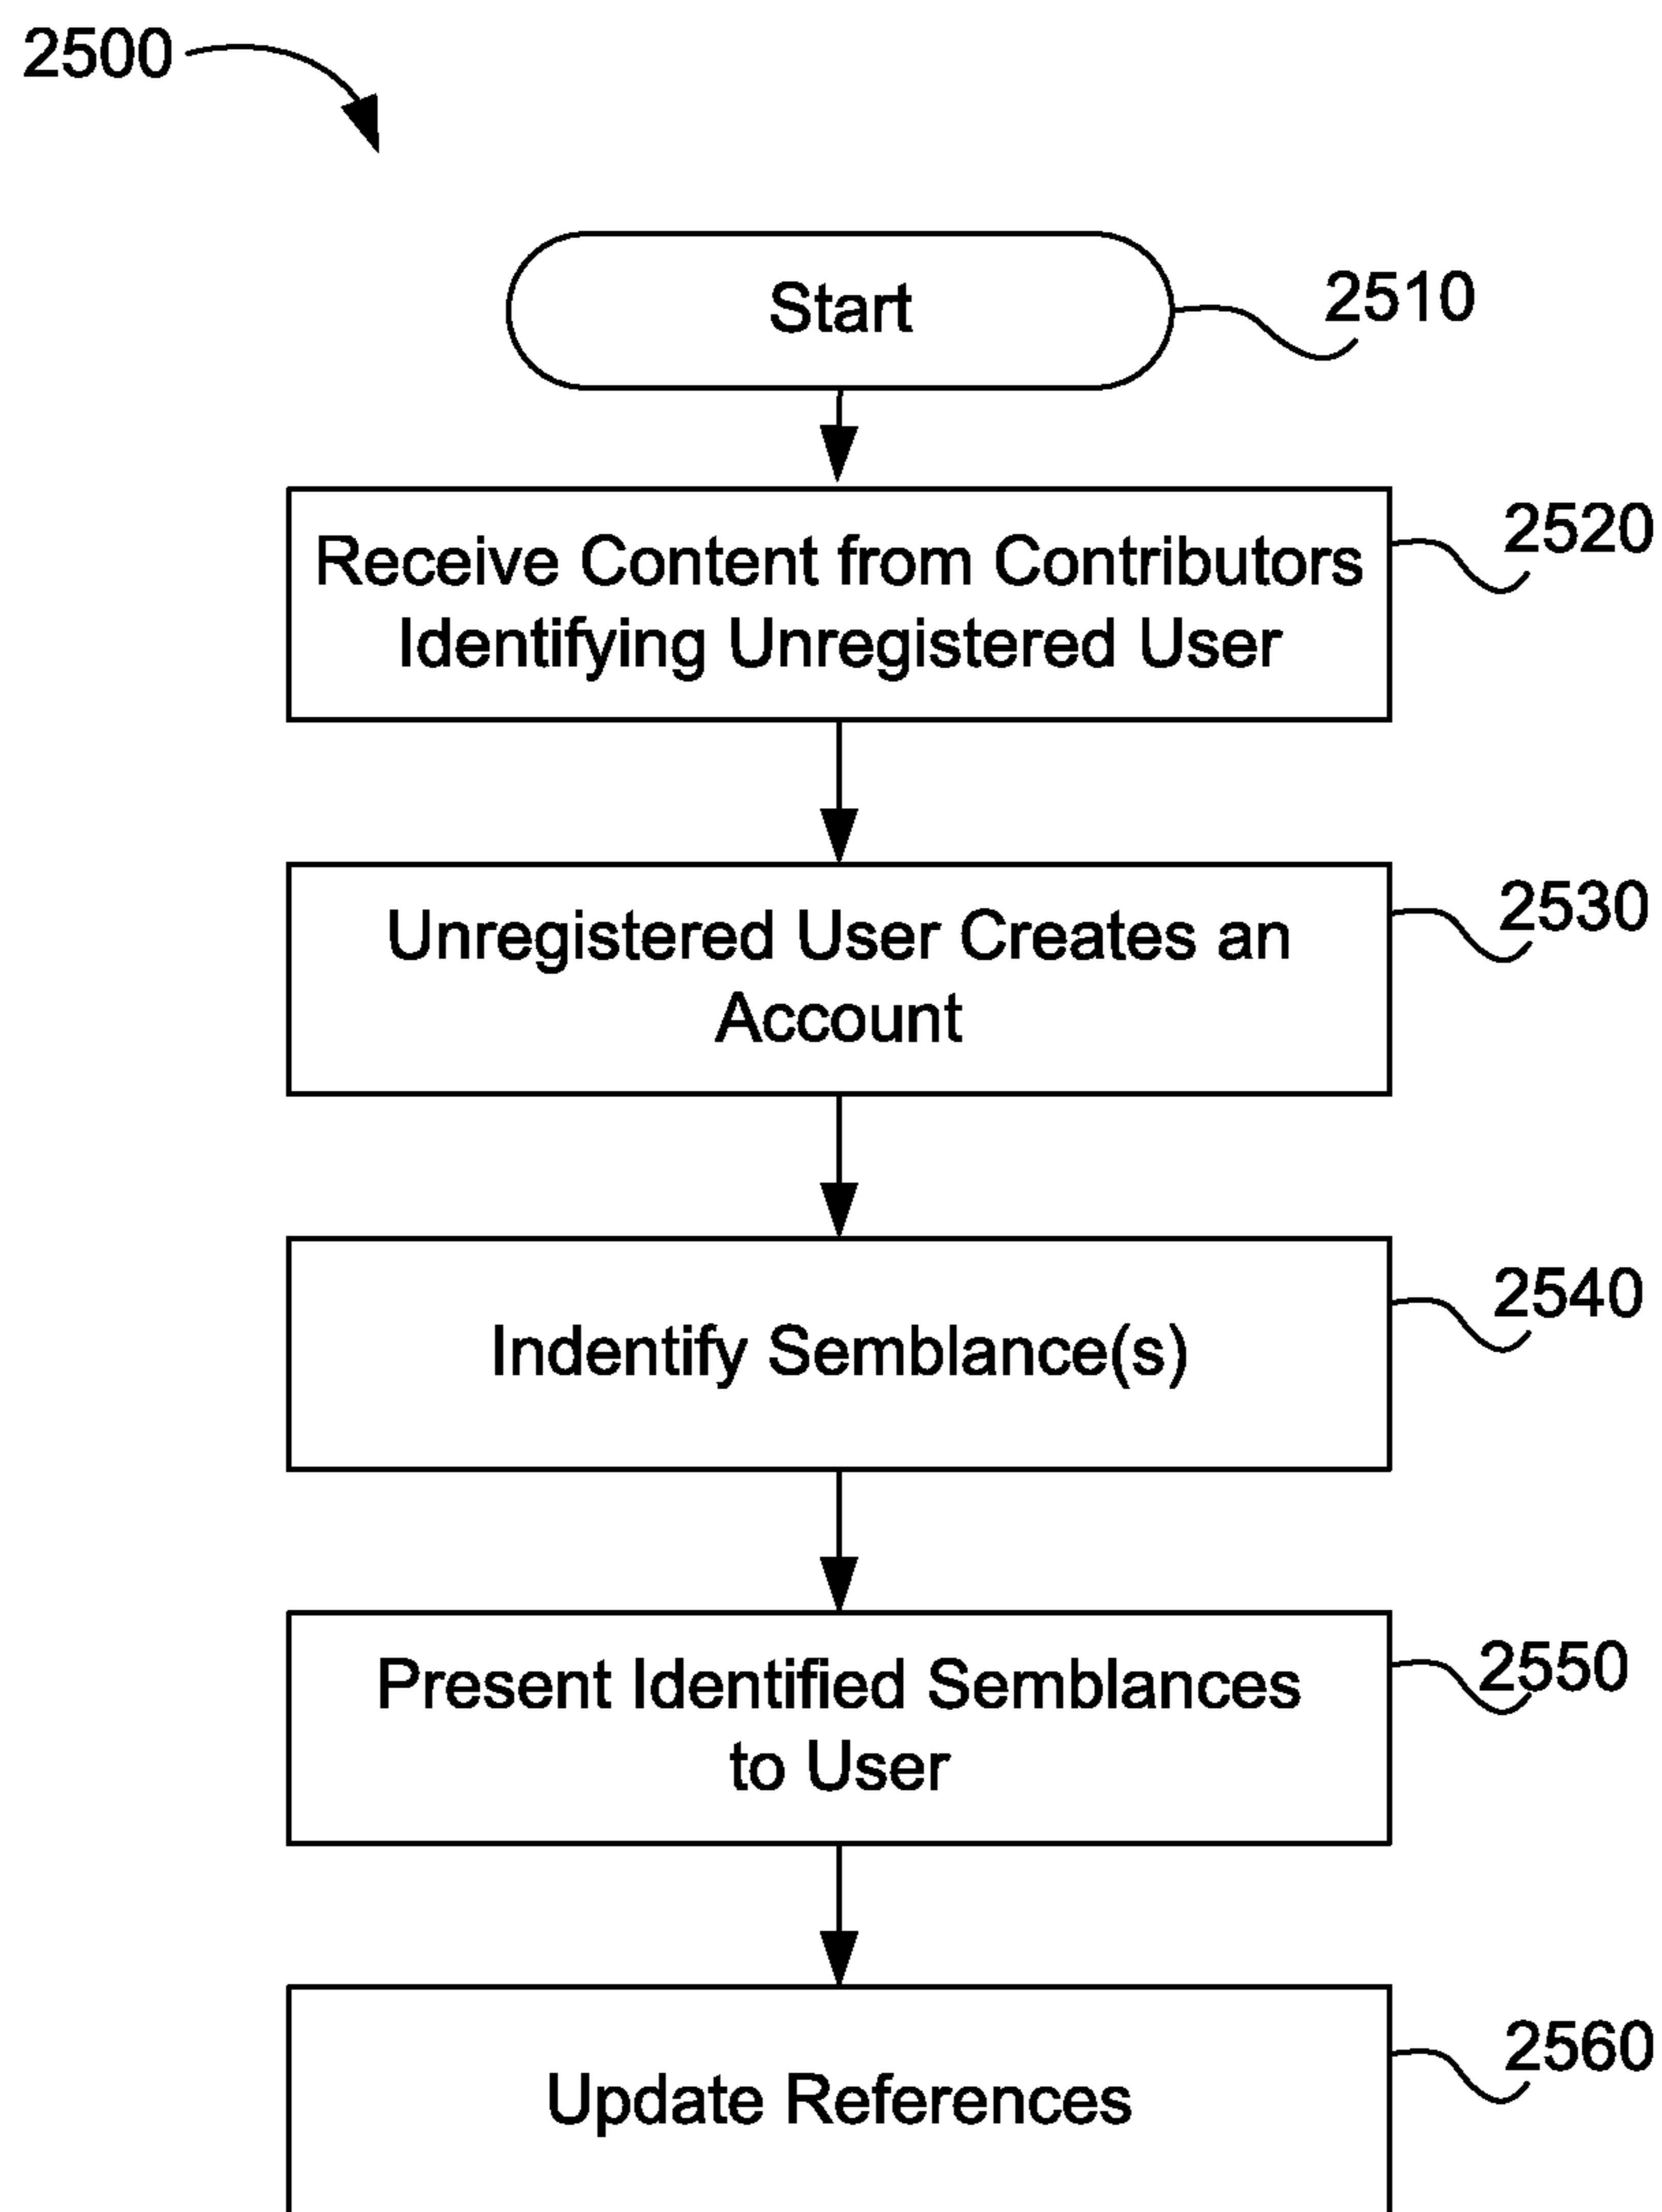 2500
Start
2510
Receive Content from Contributors
Identifying Unregistered User
2520
Unregistered User Creates an
Account
2530
Indentify Semblance(s)
2540
Present Identified Semblances
to User
2550
Update References
2560